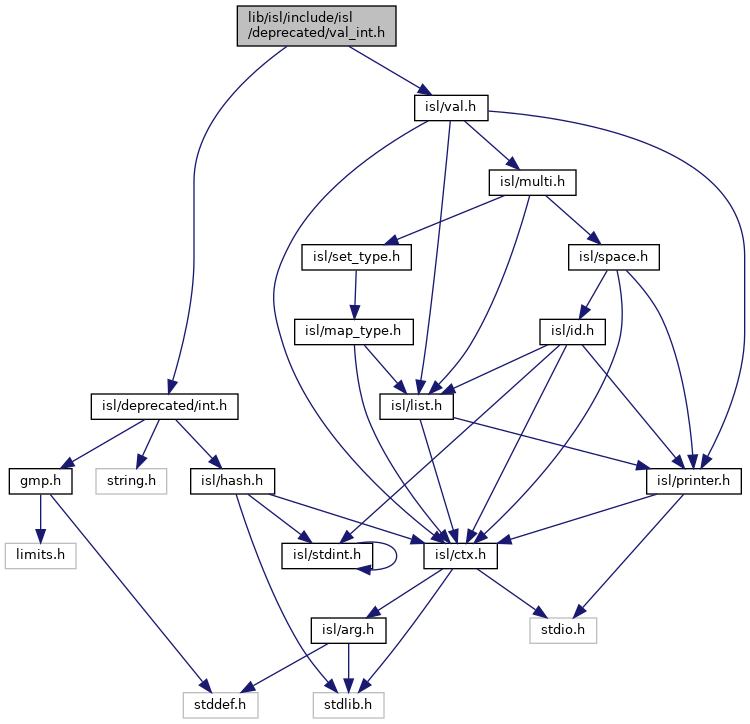 lib/isl/include/isl
/deprecated/val_int.h
isl/val.h
isl/multi.h
isl/set_type.h
isl/space.h
isl/map_type.h
isl/id.h
isl/deprecated/int.h
isl/list.h
gmp.h
string.h
isl/hash.h
isl/printer.h
limits.h
isl/stdint.h
isl/ctx.h
isl/arg.h
stdio.h
stddef.h
stdlib.h